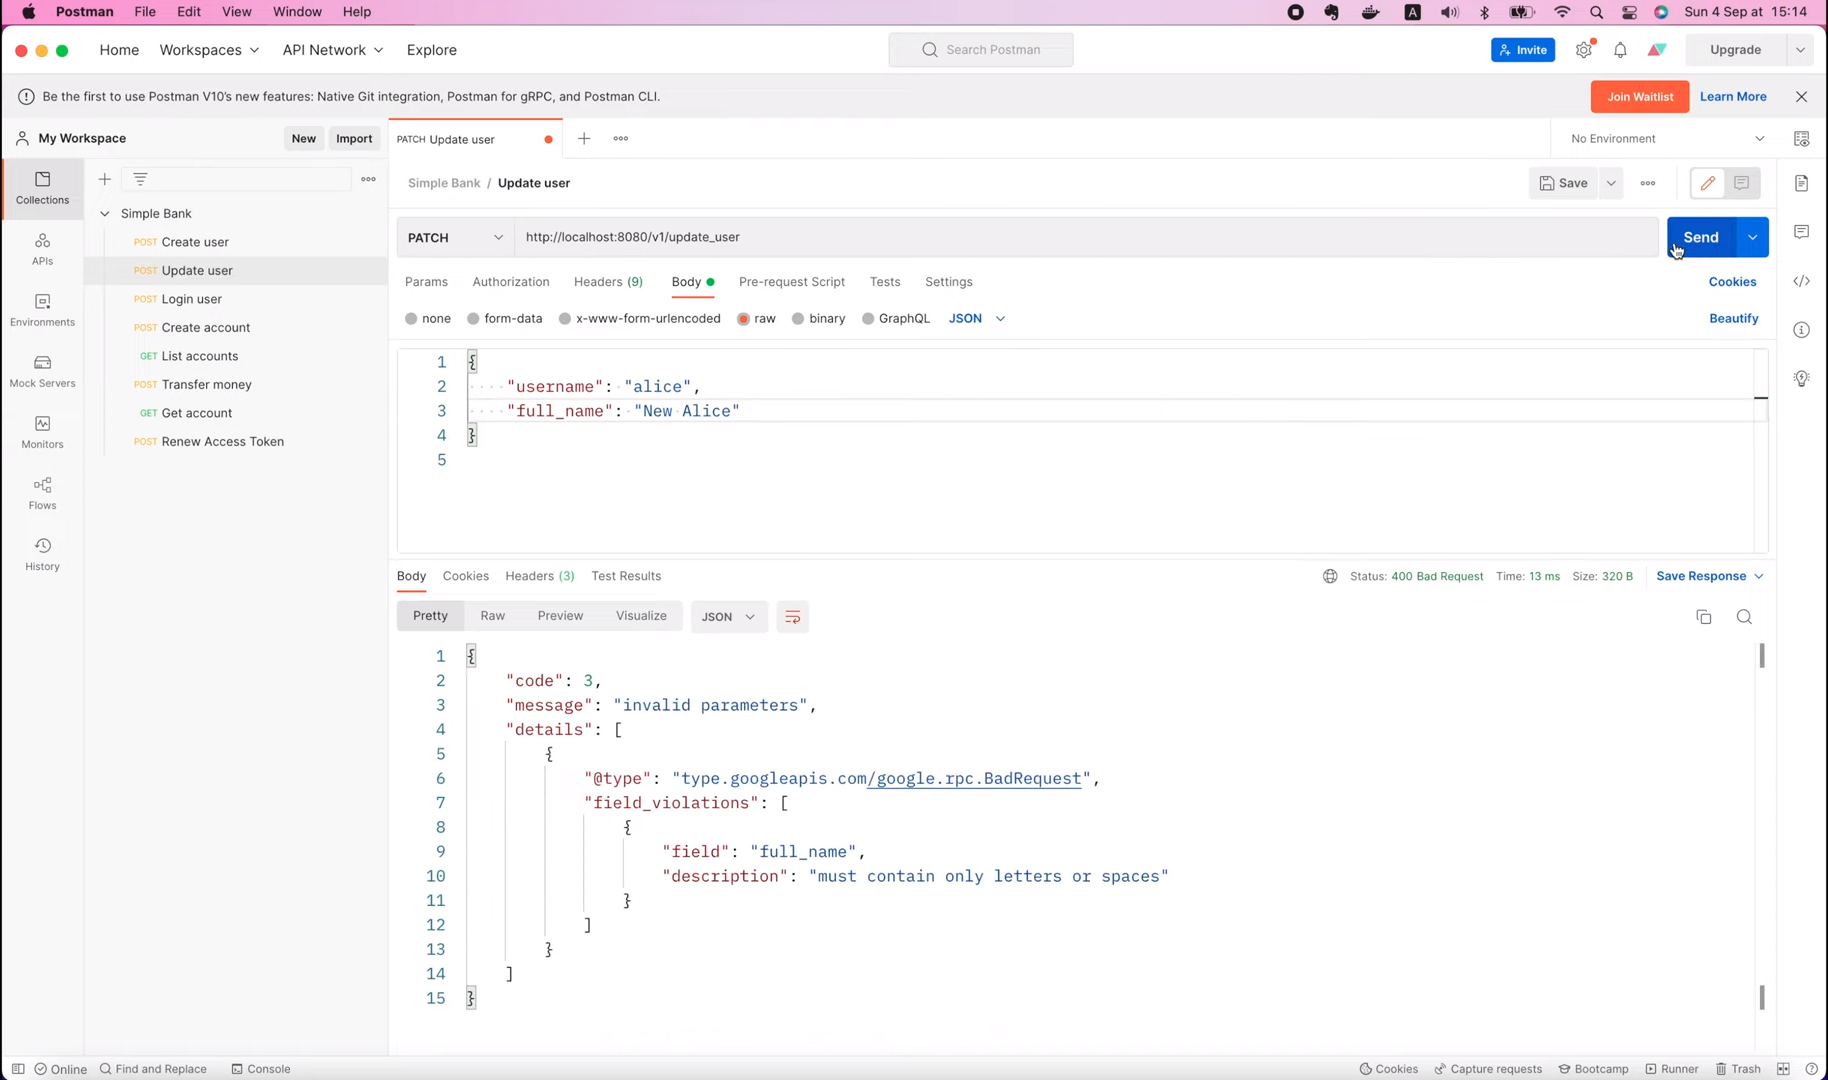 Postman File Edit View Window Help A Sun 4 Sep at 15:14
Home Workspaces API Network Explore Search Postman Invite Upgrade
Be the first to use Postman V10's new features: Native Git integration, Postman for gRPC, and Postman CLI. Join Waitlist Learn More
My Workspace New Import PATCH Update user No Environment
Collections
Simple Bank / Update user Save
Simple Bank
POST Create user
POST Update user
POST Login user
POST Create account
GET List accounts
POST Transfer money
GET Get account
POST Renew Access Token
APIs
Environments
Mock Servers
Monitors
Flows
History
PATCH http://localhost:8080/v1/update_user Send
Params Authorization Headers (9) Body Pre-request Script Tests Settings Cookies
none form-data x-www-form-urlencoded raw binary GraphQL JSON Beautify
1 {
2 ····"username":·"alice",
3 ····"full_name":·"New·Alice"
4 }
5
Body Cookies Headers (3) Test Results Status: 400 Bad Request Time: 13 ms Size: 320 B Save Response
Pretty Raw Preview Visualize JSON
1 {
2 "code": 3,
3 "message": "invalid parameters",
4 "details": [
5 {
6 "@type": "type.googleapis.com/google.rpc.BadRequest",
7 "field_violations": [
8 {
9 "field": "full_name",
10 "description": "must contain only letters or spaces"
11 }
12 ]
13 }
14 ]
15 }
Online Find and Replace Console Cookies Capture requests Bootcamp Runner Trash